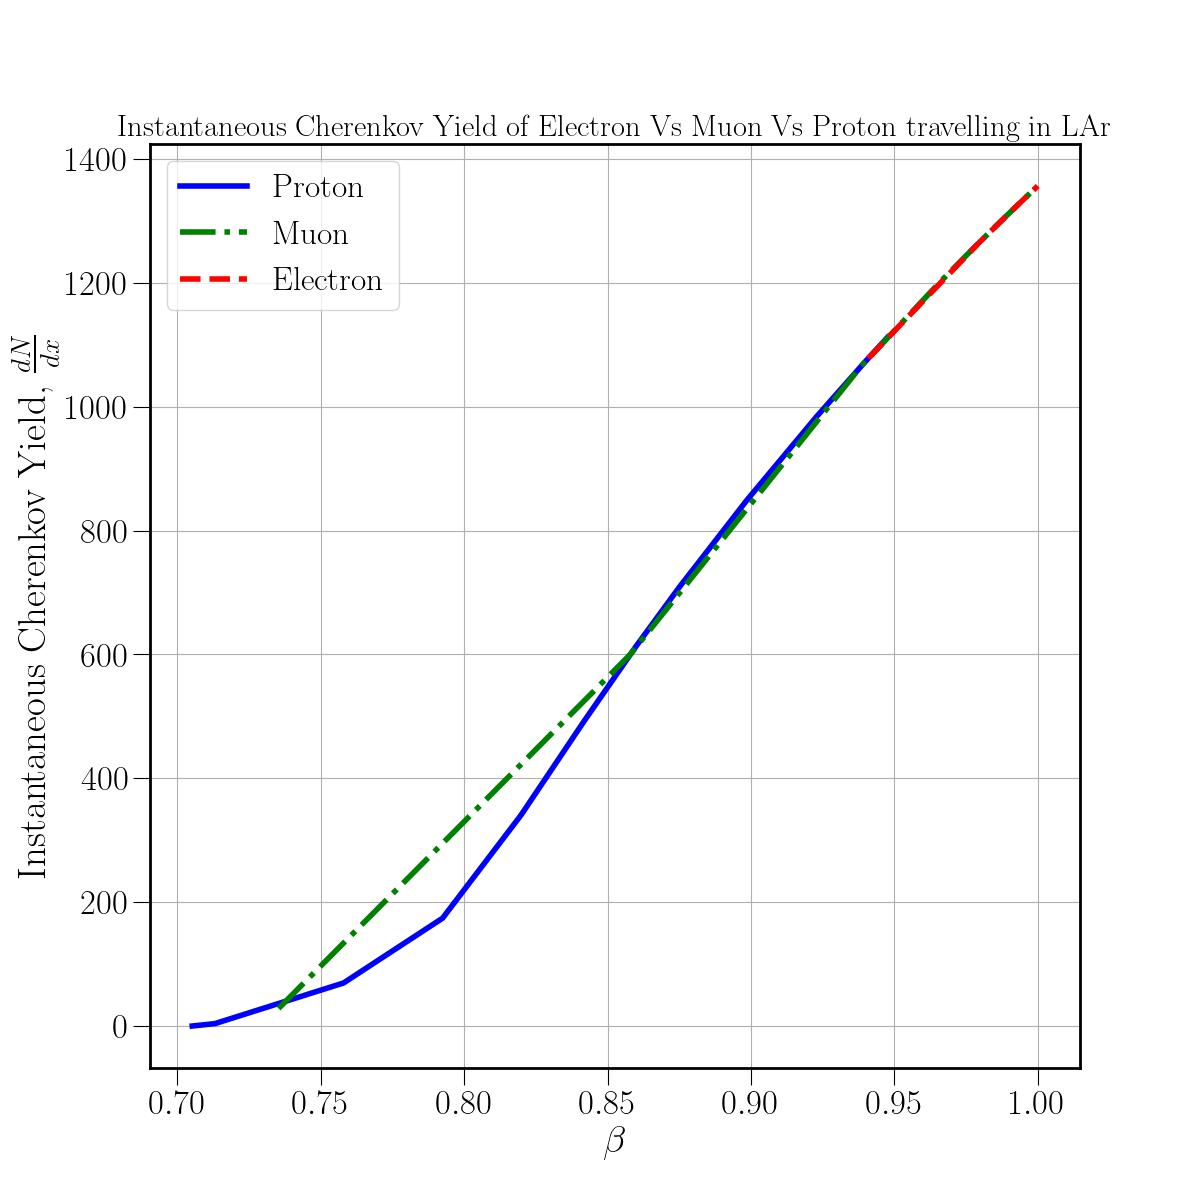 Instantaneous Cherenkov Yield of Electron Vs Muon Vs Proton travelling in LAr
Proton
Muon
Electron
Instantaneous Cherenkov Yield, dN/dx
1400
1200
1000
800
600
400
200
0
0.70 0.75 0.80 0.85 0.90 0.95 1.00
β